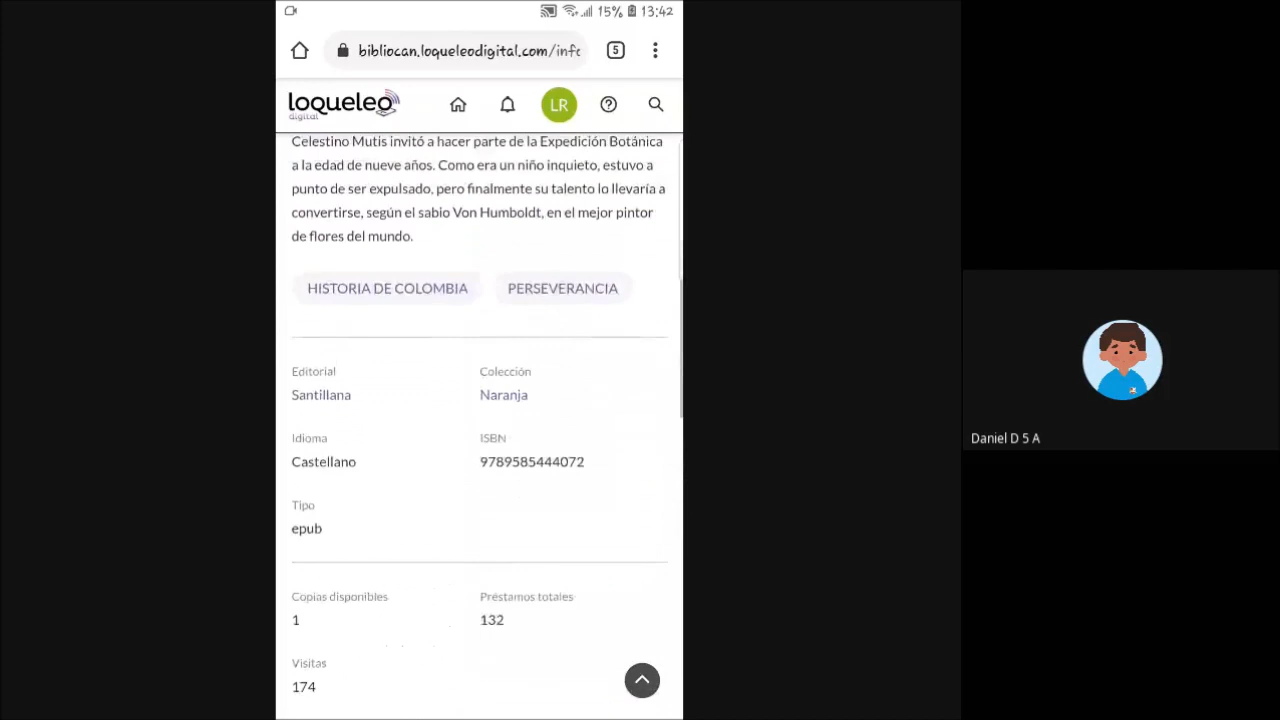 15% 13:42
bibliocan.loqueleodigital.com/info
5
loqueleo
digital
LR
Celestino Mutis invitó a hacer parte de la Expedición Botánica
a la edad de nueve años. Como era un niño inquieto, estuvo a
punto de ser expulsado, pero finalmente su talento lo llevaría a
convertirse, según el sabio Von Humboldt, en el mejor pintor
de flores del mundo.
HISTORIA DE COLOMBIA PERSEVERANCIA
Editorial Colección
Santillana Naranja
Idioma ISBN
Castellano 9789585444072
Tipo
epub
Copias disponibles Préstamos totales
1 132
Visitas
174
Daniel D 5 A